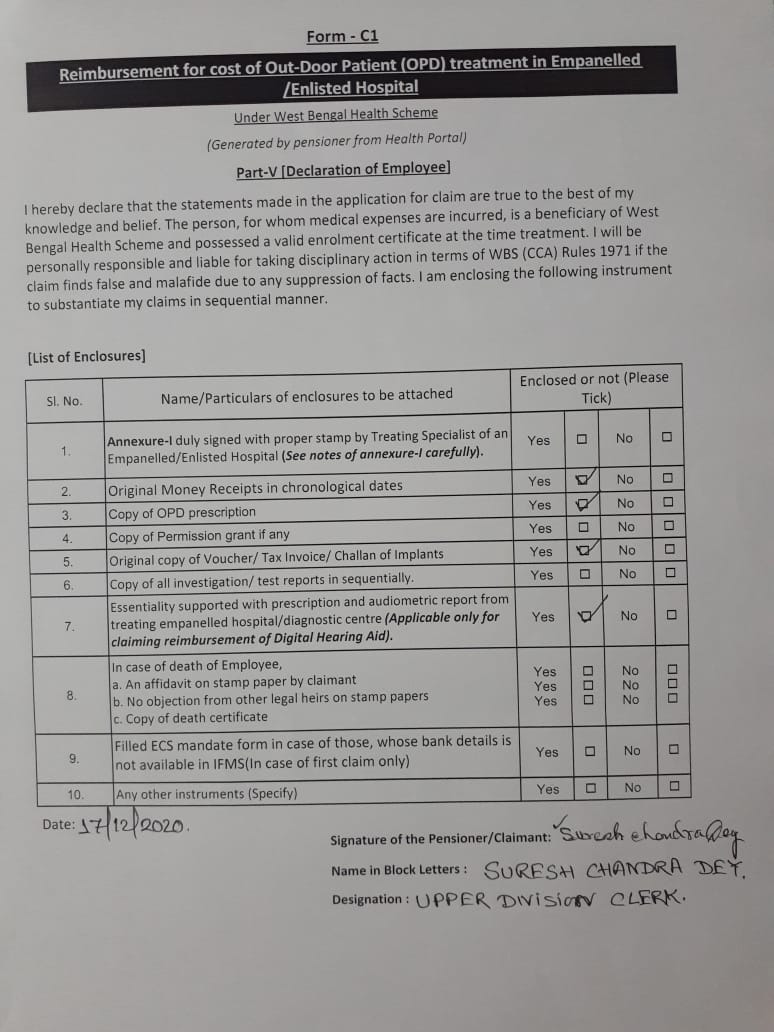 Form - C1
Reimbursement for cost of Out-Door Patient (OPD) treatment in Empanelled
/Enlisted Hospital
Under West Bengal Health Scheme
(Generated by pensioner from Health Portal)
Part-V [Declaration of Employee]
I hereby declare that the statements made in the application for claim are true to the best of my
knowledge and belief. The person, for whom medical expenses are incurred, is a beneficiary of West
Bengal Health Scheme and possessed a valid enrolment certificate at the time treatment. I will be
personally responsible and liable for taking disciplinary action in terms of WBS (CCA) Rules 1971 if the
claim finds false and malafide due to any suppression of facts. I am enclosing the following instrument
to substantiate my claims in sequential manner.
[List of Enclosures]
Sl. No. Name/Particulars of enclosures to be attached Enclosed or not (Please
Tick)
1. Annexure-I duly signed with proper stamp by Treating Specialist of an
Empanelled/Enlisted Hospital (See notes of annexure-I carefully). Yes ☐ No ☐
2. Original Money Receipts in chronological dates Yes ☑ No ☐
3. Copy of OPD prescription Yes ☑ No ☐
4. Copy of Permission grant if any Yes ☐ No ☐
5. Original copy of Voucher/ Tax Invoice/ Challan of Implants Yes ☑ No ☐
6. Copy of all investigation/ test reports in sequentially. Yes ☐ No ☐
7. Essentiality supported with prescription and audiometric report from
treating empanelled hospital/diagnostic centre (Applicable only for
claiming reimbursement of Digital Hearing Aid). Yes ☑ No ☐
8. In case of death of Employee,
a. An affidavit on stamp paper by claimant Yes ☐ No ☐
b. No objection from other legal heirs on stamp papers Yes ☐ No ☐
c. Copy of death certificate Yes ☐ No ☐
9. Filled ECS mandate form in case of those, whose bank details is
not available in IFMS(In case of first claim only) Yes ☐ No ☐
10. Any other instruments (Specify) Yes ☐ No ☐
Date: 17/12/2020.
Signature of the Pensioner/Claimant: Suresh Chandra Dey
Name in Block Letters : SURESH CHANDRA DEY.
Designation : UPPER DIVISION CLERK.